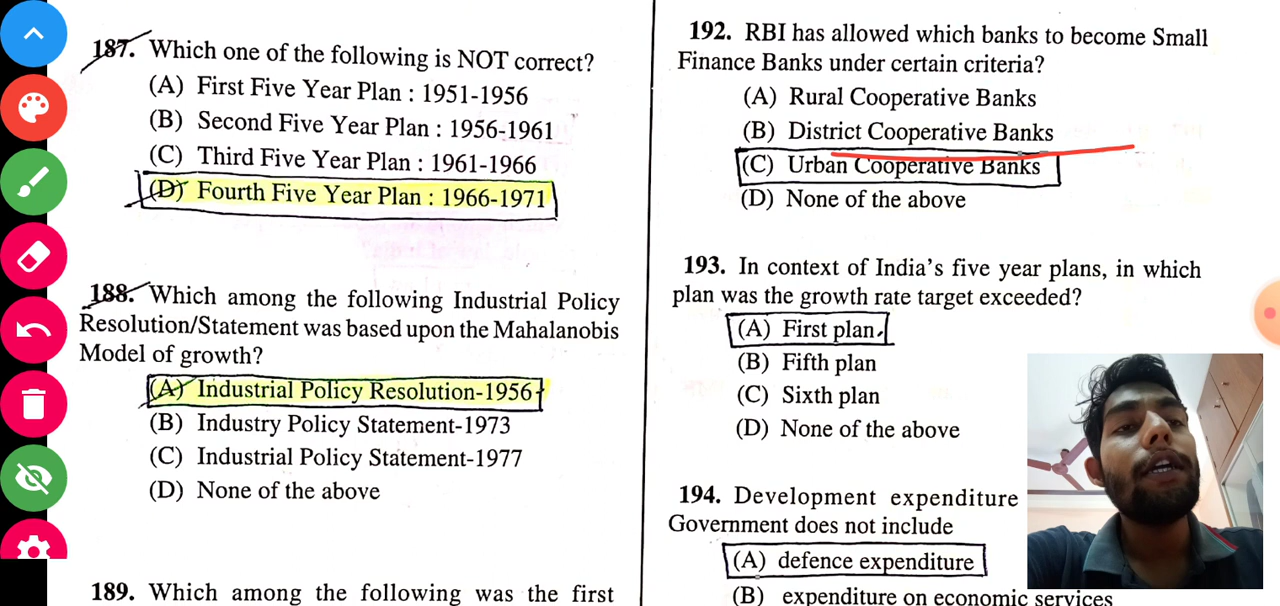 187. Which one of the following is NOT correct?
(A) First Five Year Plan : 1951-1956
(B) Second Five Year Plan : 1956-1961
(C) Third Five Year Plan : 1961-1966
(D) Fourth Five Year Plan : 1966-1971
188. Which among the following Industrial Policy
Resolution/Statement was based upon the Mahalanobis
Model of growth?
(A) Industrial Policy Resolution-1956
(B) Industry Policy Statement-1973
(C) Industrial Policy Statement-1977
(D) None of the above
189. Which among the following was the first
192. RBI has allowed which banks to become Small
Finance Banks under certain criteria?
(A) Rural Cooperative Banks
(B) District Cooperative Banks
(C) Urban Cooperative Banks
(D) None of the above
193. In context of India's five year plans, in which
plan was the growth rate target exceeded?
(A) First plan
(B) Fifth plan
(C) Sixth plan
(D) None of the above
194. Development expenditure
Government does not include
(A) defence expenditure
(B) expenditure on economic services